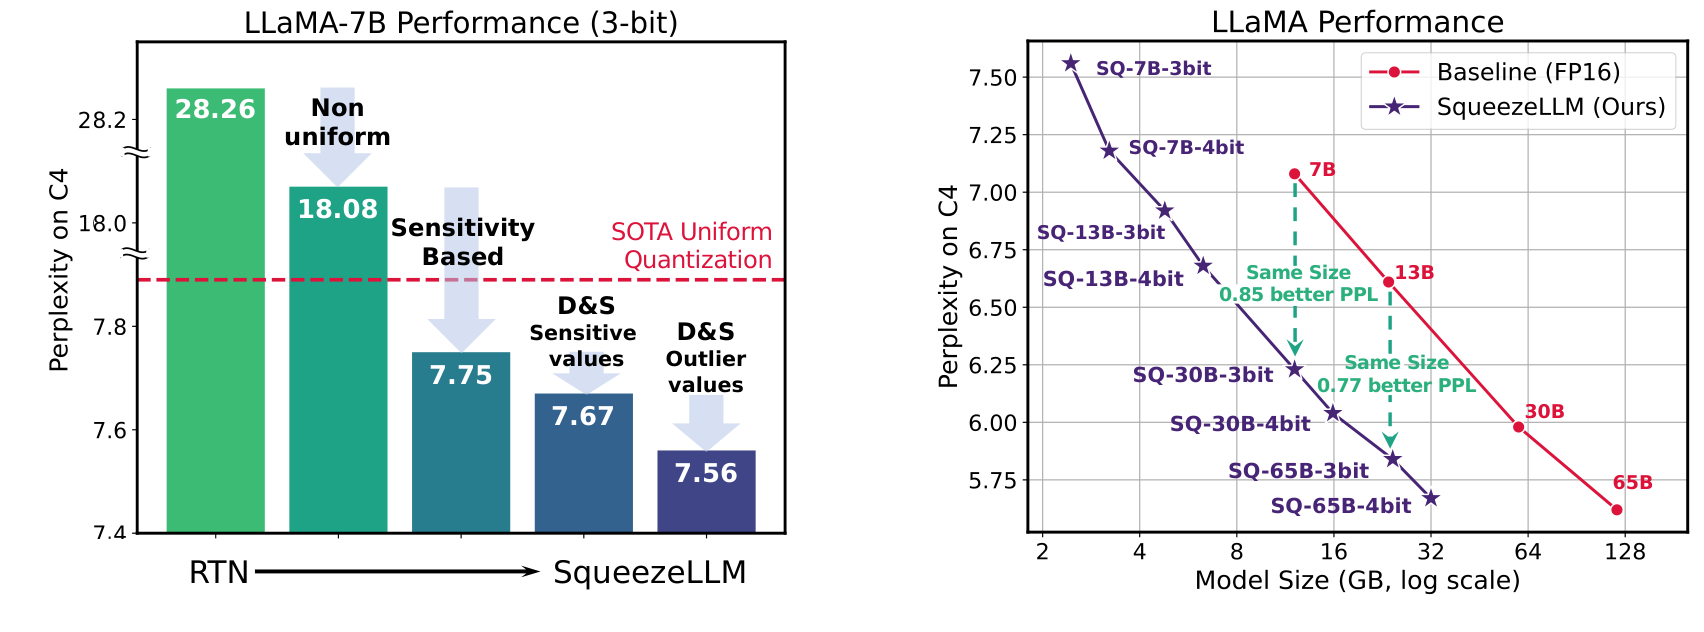 LLaMA-7B Performance (3-bit)
Perplexity on C4
28.2
18.0
7.8
7.6
7.4
28.26
Non
uniform
18.08
Sensitivity
Based
SOTA Uniform
Quantization
7.75
D&S
Sensitive
values
7.67
D&S
Outlier
values
7.56
RTN
SqueezeLLM
LLaMA Performance
Perplexity on C4
7.50
7.25
7.00
6.75
6.50
6.25
6.00
5.75
Baseline (FP16)
SqueezeLLM (Ours)
SQ-7B-3bit
SQ-7B-4bit
7B
SQ-13B-3bit
SQ-13B-4bit
Same Size
0.85 better PPL
13B
SQ-30B-3bit
Same Size
0.77 better PPL
SQ-30B-4bit
30B
SQ-65B-3bit
65B
SQ-65B-4bit
2
4
8
16
32
64
128
Model Size (GB, log scale)